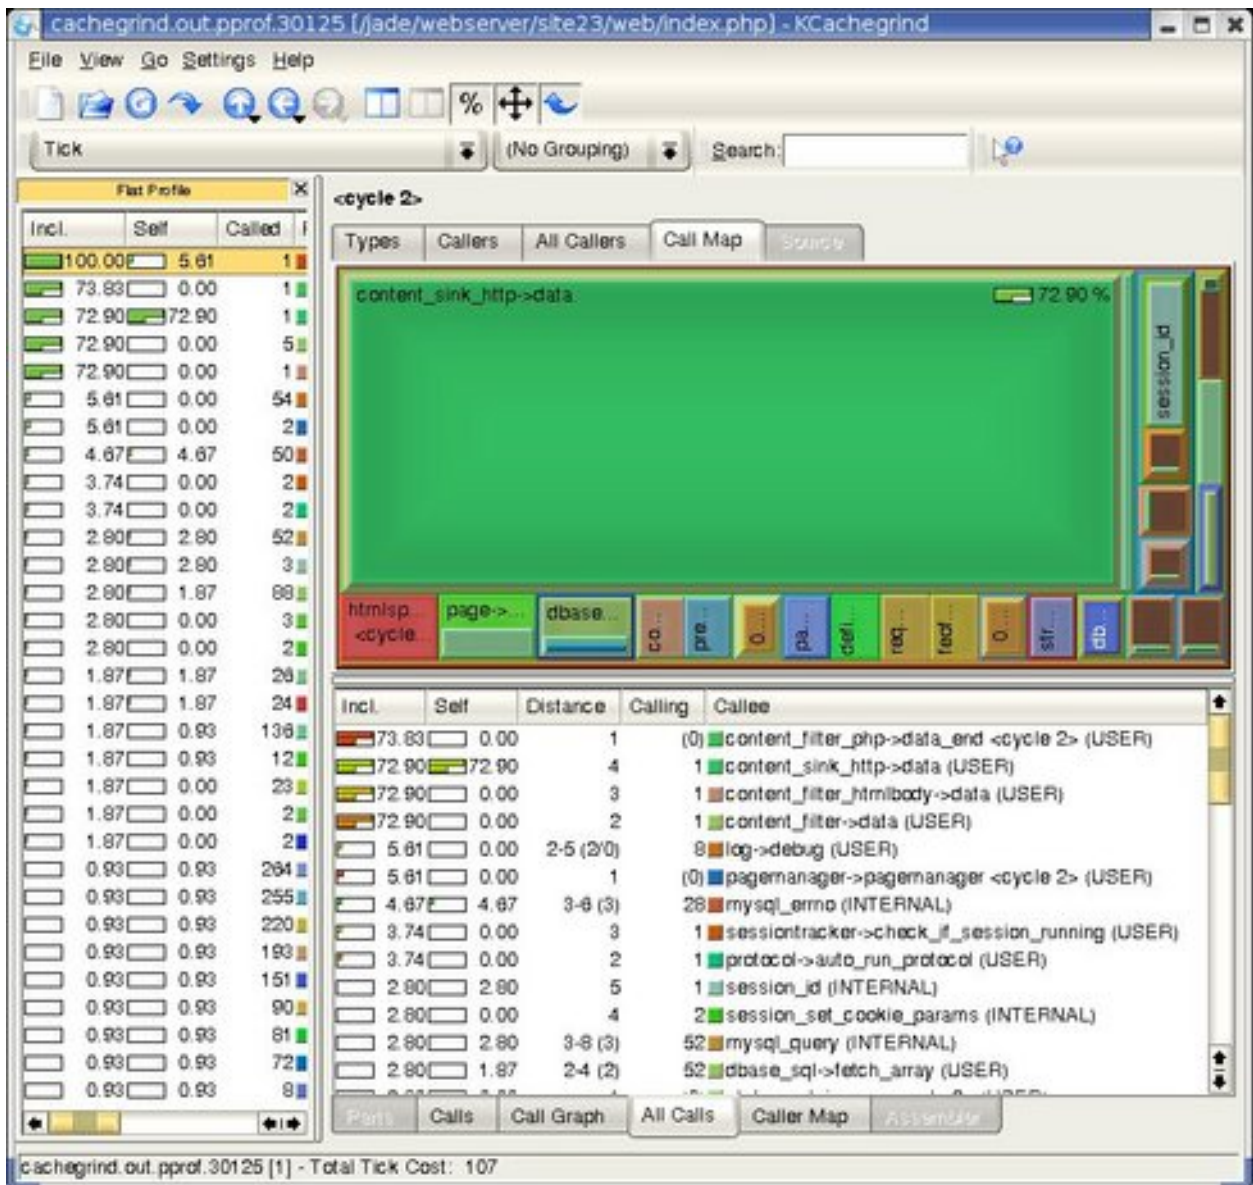 cachegrind.out.pprof.30125 [/jade/webserver/site23/web/index.php] - KCachegrind
File View Go Settings Help
%
Tick (No Grouping) Search:
Flat Profile
Incl. Self Called
100.00 5.61 1
73.83 0.00 1
72.90 72.90 1
72.90 0.00 5
72.90 0.00 1
5.61 0.00 54
5.61 0.00 2
4.67 4.67 50
3.74 0.00 2
3.74 0.00 2
2.80 2.80 52
2.80 2.80 3
2.80 1.87 88
2.80 0.00 3
2.80 0.00 2
1.87 1.87 26
1.87 1.87 24
1.87 0.93 136
1.87 0.93 12
1.87 0.00 23
1.87 0.00 2
1.87 0.00 2
0.93 0.93 264
0.93 0.93 255
0.93 0.93 220
0.93 0.93 193
0.93 0.93 151
0.93 0.93 90
0.93 0.93 81
0.93 0.93 72
0.93 0.93 8
<cycle 2>
Types Callers All Callers Call Map Source
content_sink_http->data 72.90 %
session_id
htmlsp... page->... dbase... co... pre... 0... pa... defi... req... feof... 0... str... db...
<cycle...
Incl. Self Distance Calling Callee
73.83 0.00 1 (0) content_filter_php->data_end <cycle 2> (USER)
72.90 72.90 4 1 content_sink_http->data (USER)
72.90 0.00 3 1 content_filter_htmlbody->data (USER)
72.90 0.00 2 1 content_filter->data (USER)
5.61 0.00 2-5 (2/0) 8 log->debug (USER)
5.61 0.00 1 (0) pagemanager->pagemanager <cycle 2> (USER)
4.67 4.67 3-6 (3) 28 mysql_errno (INTERNAL)
3.74 0.00 3 1 sessiontracker->check_if_session_running (USER)
3.74 0.00 2 1 protocol->auto_run_protocol (USER)
2.80 2.80 5 1 session_id (INTERNAL)
2.80 0.00 4 2 session_set_cookie_params (INTERNAL)
2.80 2.80 3-8 (3) 52 mysql_query (INTERNAL)
2.80 1.87 2-4 (2) 52 dbase_sql->fetch_array (USER)
Parts Calls Call Graph All Calls Caller Map Assembler
cachegrind.out.pprof.30125 [1] - Total Tick Cost: 107